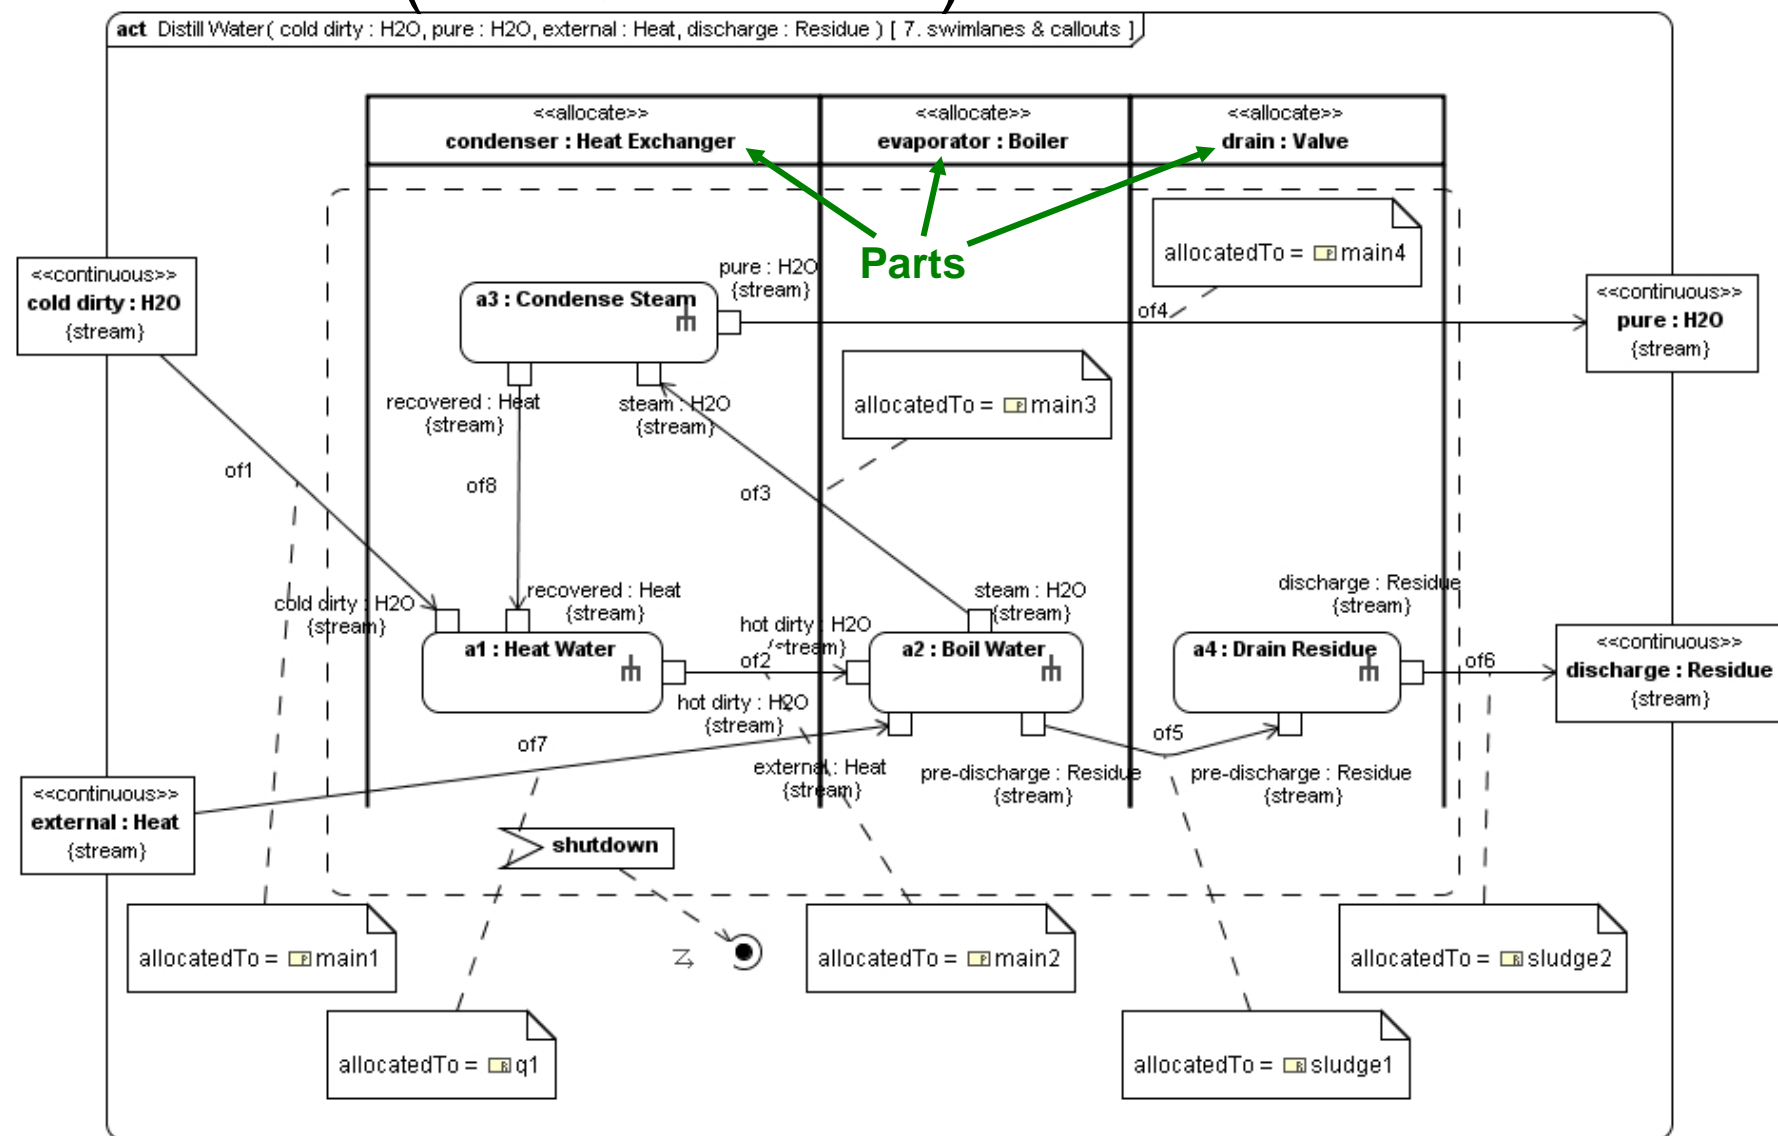 act Distill Water( cold dirty : H2O, pure : H2O, external : Heat, discharge : Residue ) [ 7. swimlanes & callouts ]
<<allocate>>
condenser : Heat Exchanger
<<allocate>>
evaporator : Boiler
<<allocate>>
drain : Valve
Parts
allocatedTo = main4
<<continuous>>
cold dirty : H2O
{stream}
a3 : Condense Steam
pure : H2O
{stream}
of4
<<continuous>>
pure : H2O
{stream}
recovered : Heat
{stream}
steam : H2O
{stream}
allocatedTo = main3
of1
of8
of3
cold dirty : H2O
{stream}
recovered : Heat
{stream}
a1 : Heat Water
hot dirty : H2O
{stream}
of2
hot dirty : H2O
{stream}
steam : H2O
{stream}
a2 : Boil Water
discharge : Residue
{stream}
a4 : Drain Residue
of6
<<continuous>>
discharge : Residue
{stream}
of7
external : Heat
{stream}
of5
pre-discharge : Residue
{stream}
pre-discharge : Residue
{stream}
<<continuous>>
external : Heat
{stream}
shutdown
allocatedTo = main1
allocatedTo = main2
allocatedTo = sludge2
allocatedTo = q1
allocatedTo = sludge1